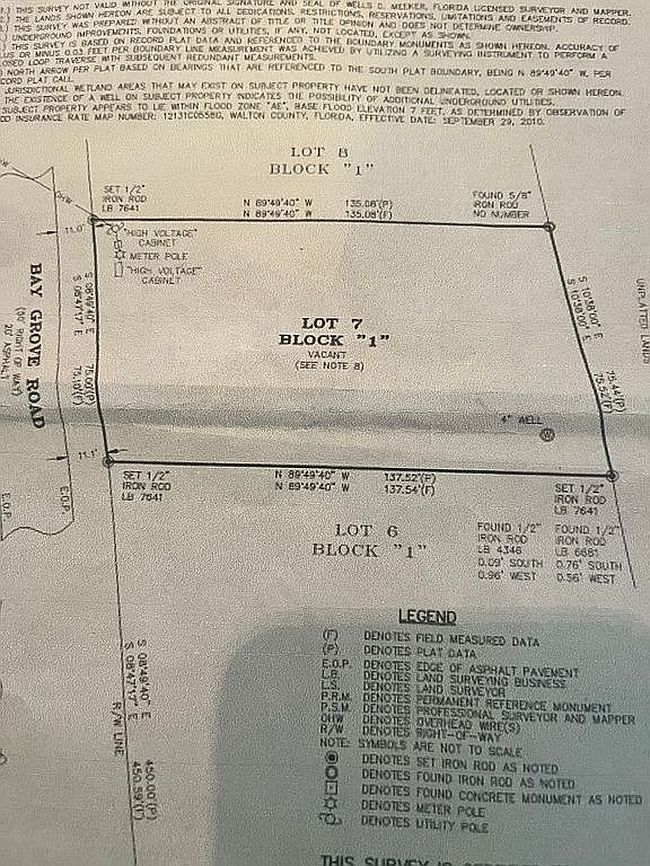 .) THIS SURVEY NOT VALID WITHOUT THE ORIGINAL SIGNATURE AND SEAL OF WELLS D. MEEKER, FLORIDA LICENSED SURVEYOR AND MAPPER.
.) THE LANDS SHOWN HEREON ARE SUBJECT TO ALL DEDICATIONS, RESTRICTIONS, RESERVATIONS, LIMITATIONS AND EASEMENTS OF RECORD.
.) THIS SURVEY WAS PREPARED WITHOUT AN ABSTRACT OF TITLE OR TITLE OPINION AND DOES NOT DETERMINE OWNERSHIP.
) UNDERGROUND IMPROVEMENTS, FOUNDATIONS OR UTILITIES, IF ANY, NOT LOCATED, EXCEPT AS SHOWN.
) THIS SURVEY IS BASED ON RECORD PLAT DATA AND REFERENCED TO THE BOUNDARY MONUMENTS AS SHOWN HEREON. ACCURACY OF
US OR MINUS 0.03 FEET PER BOUNDARY LINE MEASUREMENT WAS ACHIEVED BY UTILIZING A SURVEYING INSTRUMENT TO PERFORM A
OSED LOOP TRAVERSE WITH SUBSEQUENT REDUNDANT MEASUREMENTS.
) NORTH ARROW PER PLAT BASED ON BEARINGS THAT ARE REFERENCED TO THE SOUTH PLAT BOUNDARY, BEING N 89°49'40" W, PER
CORD PLAT CALL.
JURISDICTIONAL WETLAND AREAS THAT MAY EXIST ON SUBJECT PROPERTY HAVE NOT BEEN DELINEATED, LOCATED OR SHOWN HEREON.
THE EXISTENCE OF A WELL ON SUBJECT PROPERTY INDICATES THE POSSIBILITY OF ADDITIONAL UNDERGROUND UTILITIES.
SUBJECT PROPERTY APPEARS TO LIE WITHIN FLOOD ZONE "AE", BASE FLOOD ELEVATION 7 FEET, AS DETERMINED BY OBSERVATION OF
OD INSURANCE RATE MAP NUMBER: 12131C0558G, WALTON COUNTY, FLORIDA, EFFECTIVE DATE: SEPTEMBER 29, 2010.
LOT 8
BLOCK "1"
OHW
SET 1/2"
IRON ROD
LB 7641
N 89°49'40" W 135.08'(P)
N 89°49'40" W 135.08'(F)
FOUND 5/8"
IRON ROD
NO NUMBER
11.0'
"HIGH VOLTAGE"
CABINET
METER POLE
"HIGH VOLTAGE"
CABINET
BAY GROVE ROAD
(50' RIGHT OF WAY)
20' ASPHALT
S 08°49'40" E 75.00'(P)
S 08°47'17" E 75.10'(F)
LOT 7
BLOCK "1"
VACANT
(SEE NOTE 8)
S 10°58'00" E 75.44'(P)
S 10°58'00" E 75.52'(F)
UNPLATTED LANDS
4" WELL
W
11.1'
E.O.P.
E.O.P.
SET 1/2"
IRON ROD
LB 7641
N 89°49'40" W 137.52'(P)
N 89°49'40" W 137.54'(F)
SET 1/2"
IRON ROD
LB 7641
LOT 6
BLOCK "1"
FOUND 1/2"
IRON ROD
LB 4346
0.09' SOUTH
0.96' WEST
FOUND 1/2"
IRON ROD
LB 6681
0.76' SOUTH
0.56' WEST
R/W LINE
S 08°49'40" E 450.00'(P)
S 08°47'17" E 450.59'(F)
LEGEND
(F) DENOTES FIELD MEASURED DATA
(P) DENOTES PLAT DATA
E.O.P. DENOTES EDGE OF ASPHALT PAVEMENT
L.B. DENOTES LAND SURVEYING BUSINESS
L.S. DENOTES LAND SURVEYOR
P.R.M. DENOTES PERMANENT REFERENCE MONUMENT
P.S.M. DENOTES PROFESSIONAL SURVEYOR AND MAPPER
OHW DENOTES OVERHEAD WIRE(S)
R/W DENOTES RIGHT-OF-WAY
NOTE: SYMBOLS ARE NOT TO SCALE
DENOTES SET IRON ROD AS NOTED
DENOTES FOUND IRON ROD AS NOTED
DENOTES FOUND CONCRETE MONUMENT AS NOTED
DENOTES METER POLE
DENOTES UTILITY POLE
THIS SURVEY IS